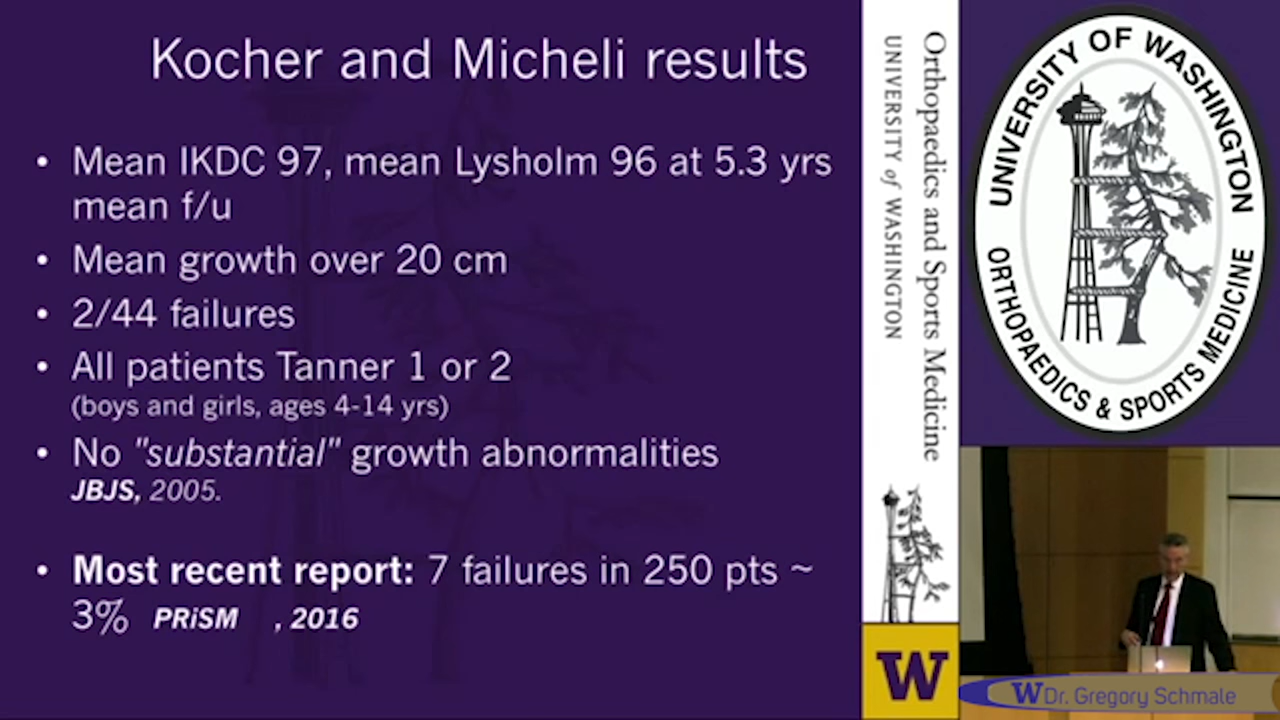 Kocher and Micheli results
• Mean IKDC 97, mean Lysholm 96 at 5.3 yrs
mean f/u
• Mean growth over 20 cm
• 2/44 failures
• All patients Tanner 1 or 2
(boys and girls, ages 4-14 yrs)
• No "substantial" growth abnormalities
JBJS, 2005.
• Most recent report: 7 failures in 250 pts ~
3% PRiSM , 2016
Orthopaedics and Sports Medicine
UNIVERSITY of WASHINGTON
W
UNIVERSITY OF WASHINGTON
ORTHOPAEDICS & SPORTS MEDICINE
W Dr. Gregory Schmale